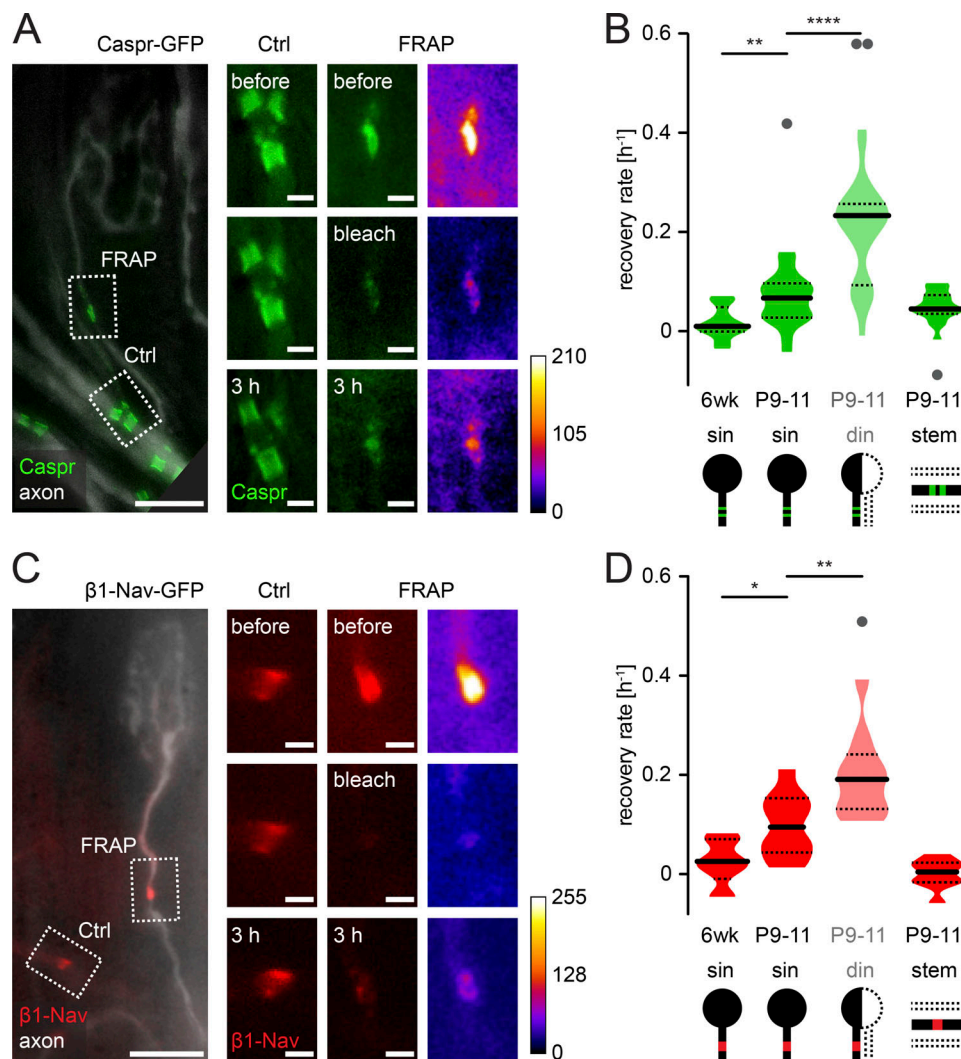 A
Caspr-GFP
Ctrl
FRAP
before
before
FRAP
bleach
Ctrl
3 h
3 h
Caspr
axon
Caspr
210
105
0
B
****
**
0.6
0.4
0.2
0
recovery rate [h⁻¹]
6wk P9-11 P9-11 P9-11
sin sin din stem
C
β1-Nav-GFP
Ctrl
FRAP
before
before
bleach
FRAP
Ctrl
3 h
3 h
β1-Nav
axon
β1-Nav
255
128
0
D
**
*
0.6
0.4
0.2
0
recovery rate [h⁻¹]
6wk P9-11 P9-11 P9-11
sin sin din stem